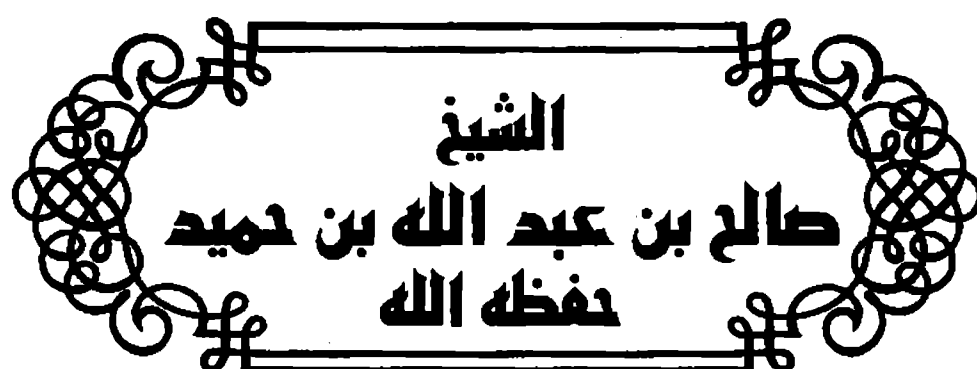 الشيخ
صالح بن عبد الله بن حميد
حفظه الله